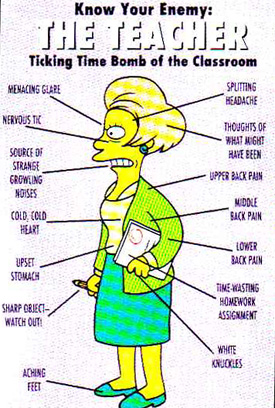 Know Your Enemy:
THE TEACHER
Ticking Time Bomb of the Classroom
MENACING GLARE
NERVOUS TIC
SOURCE OF
STRANGE
GROWLING
NOISES
COLD, COLD
HEART
UPSET
STOMACH
SHARP OBJECT-
WATCH OUT!
ACHING
FEET
SPLITTING
HEADACHE
THOUGHTS OF
WHAT MIGHT
HAVE BEEN
UPPER BACK PAIN
MIDDLE
BACK PAIN
LOWER
BACK PAIN
TIME-WASTING
HOMEWORK
ASSIGNMENT
WHITE
KNUCKLES